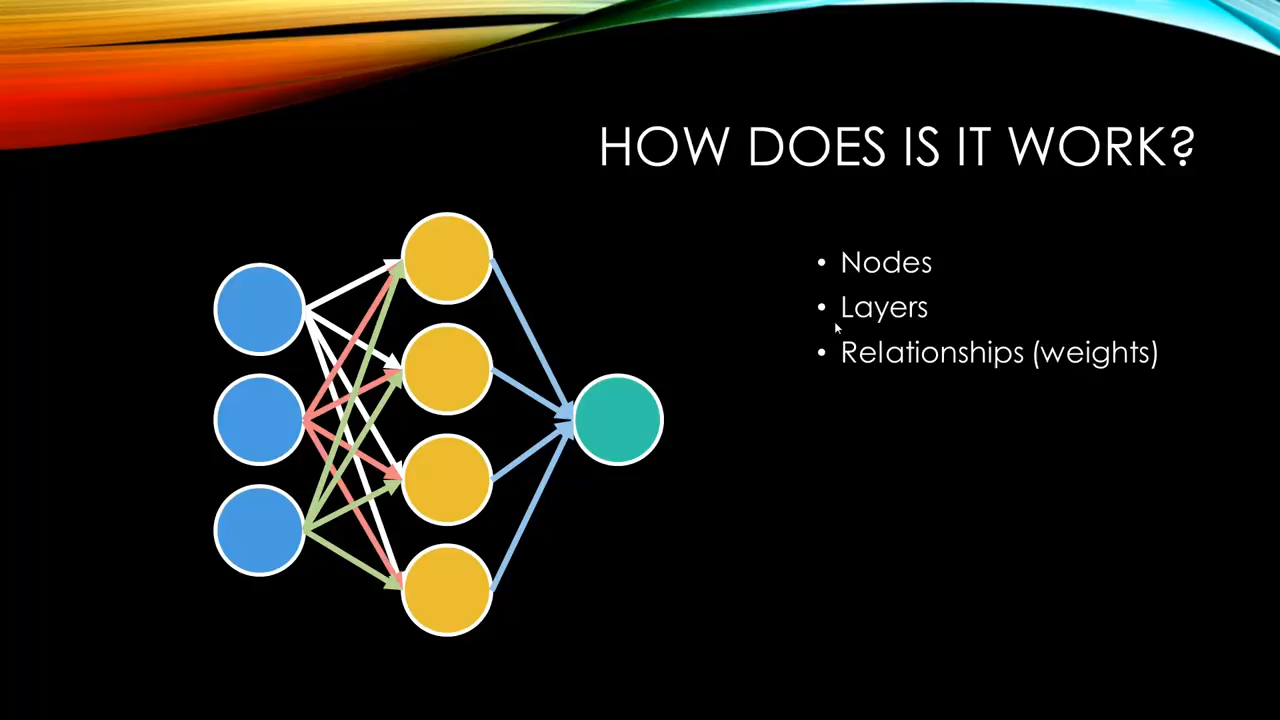 HOW DOES IS IT WORK?
• Nodes
• Layers
• Relationships (weights)